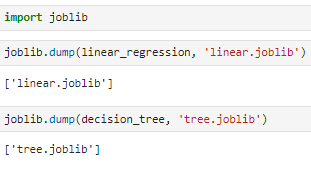 import joblib
joblib.dump(linear_regression, 'linear.joblib')
['linear.joblib']
joblib.dump(decision_tree, 'tree.joblib')
['tree.joblib']